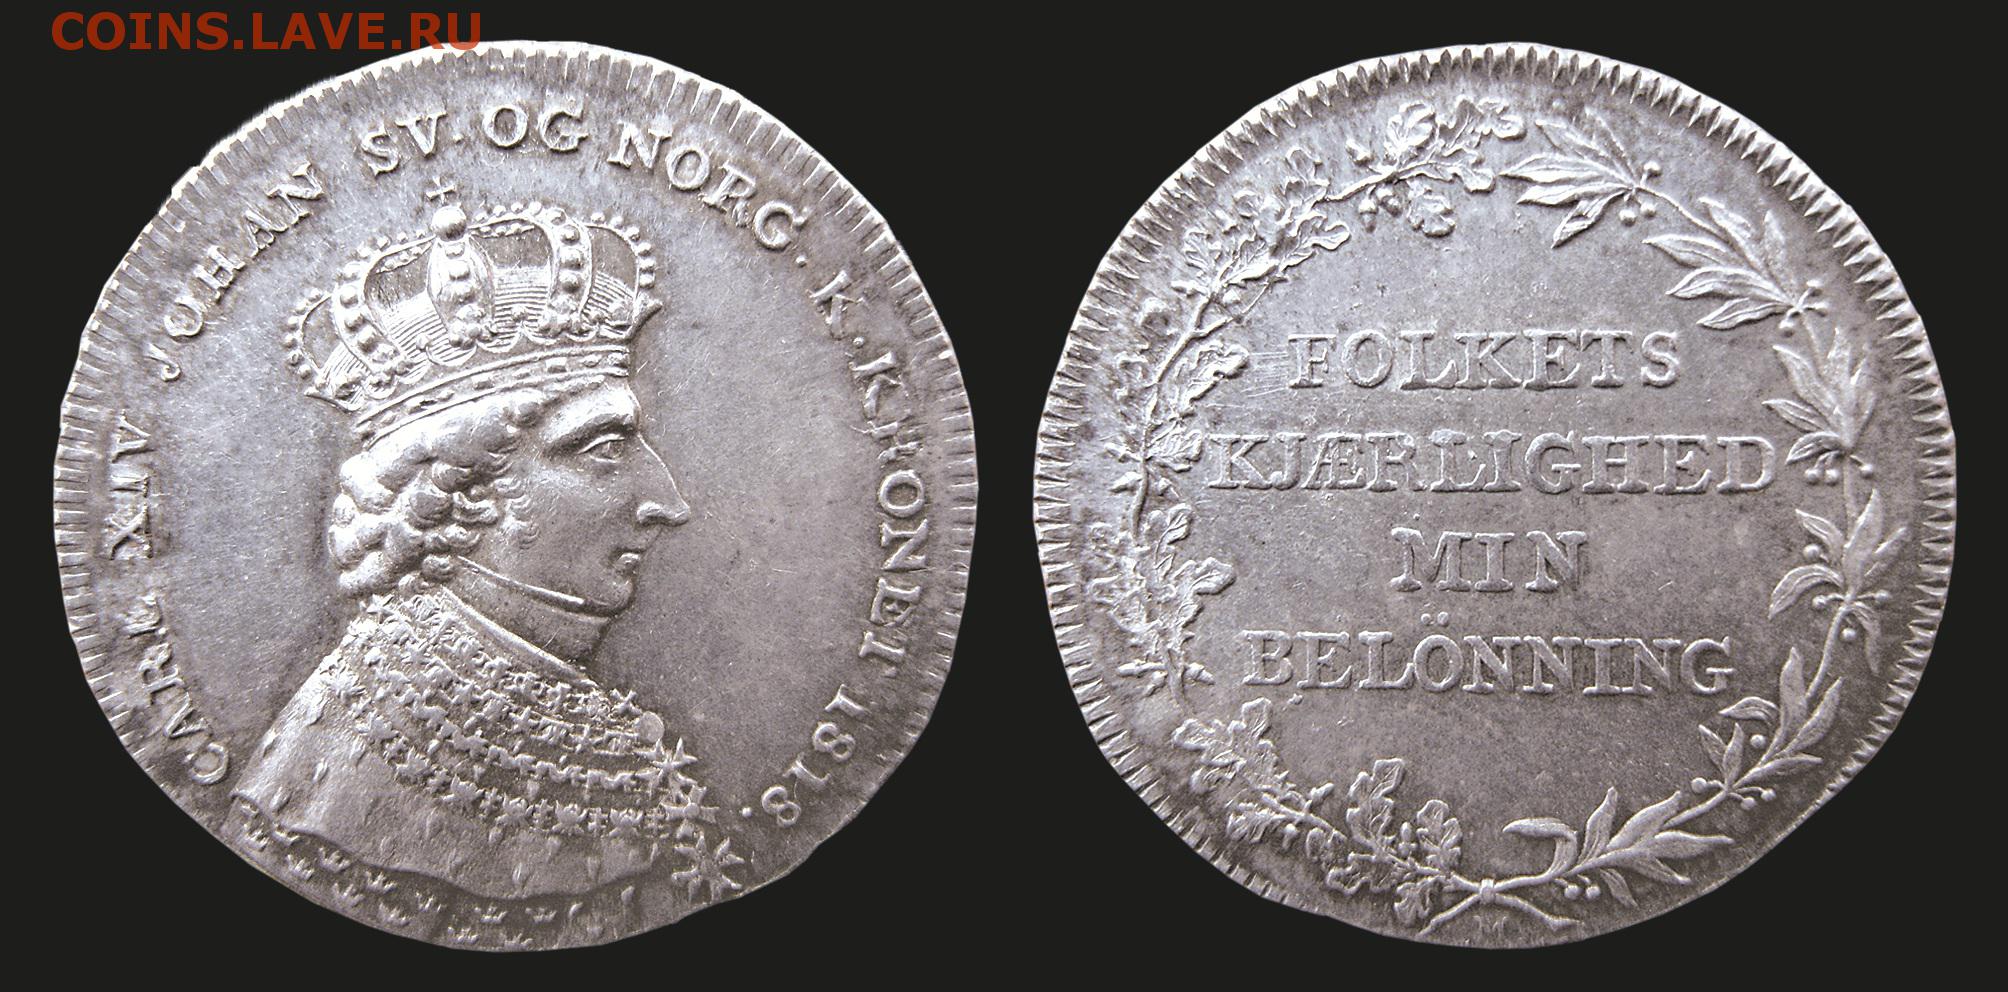 COINS.LAVE.RU
CARL XIV JOHAN SV. OG NORG. K. KRONET 1818.
FOLKETS
KJÆRLIGHED
MIN
BELÖNNING
M